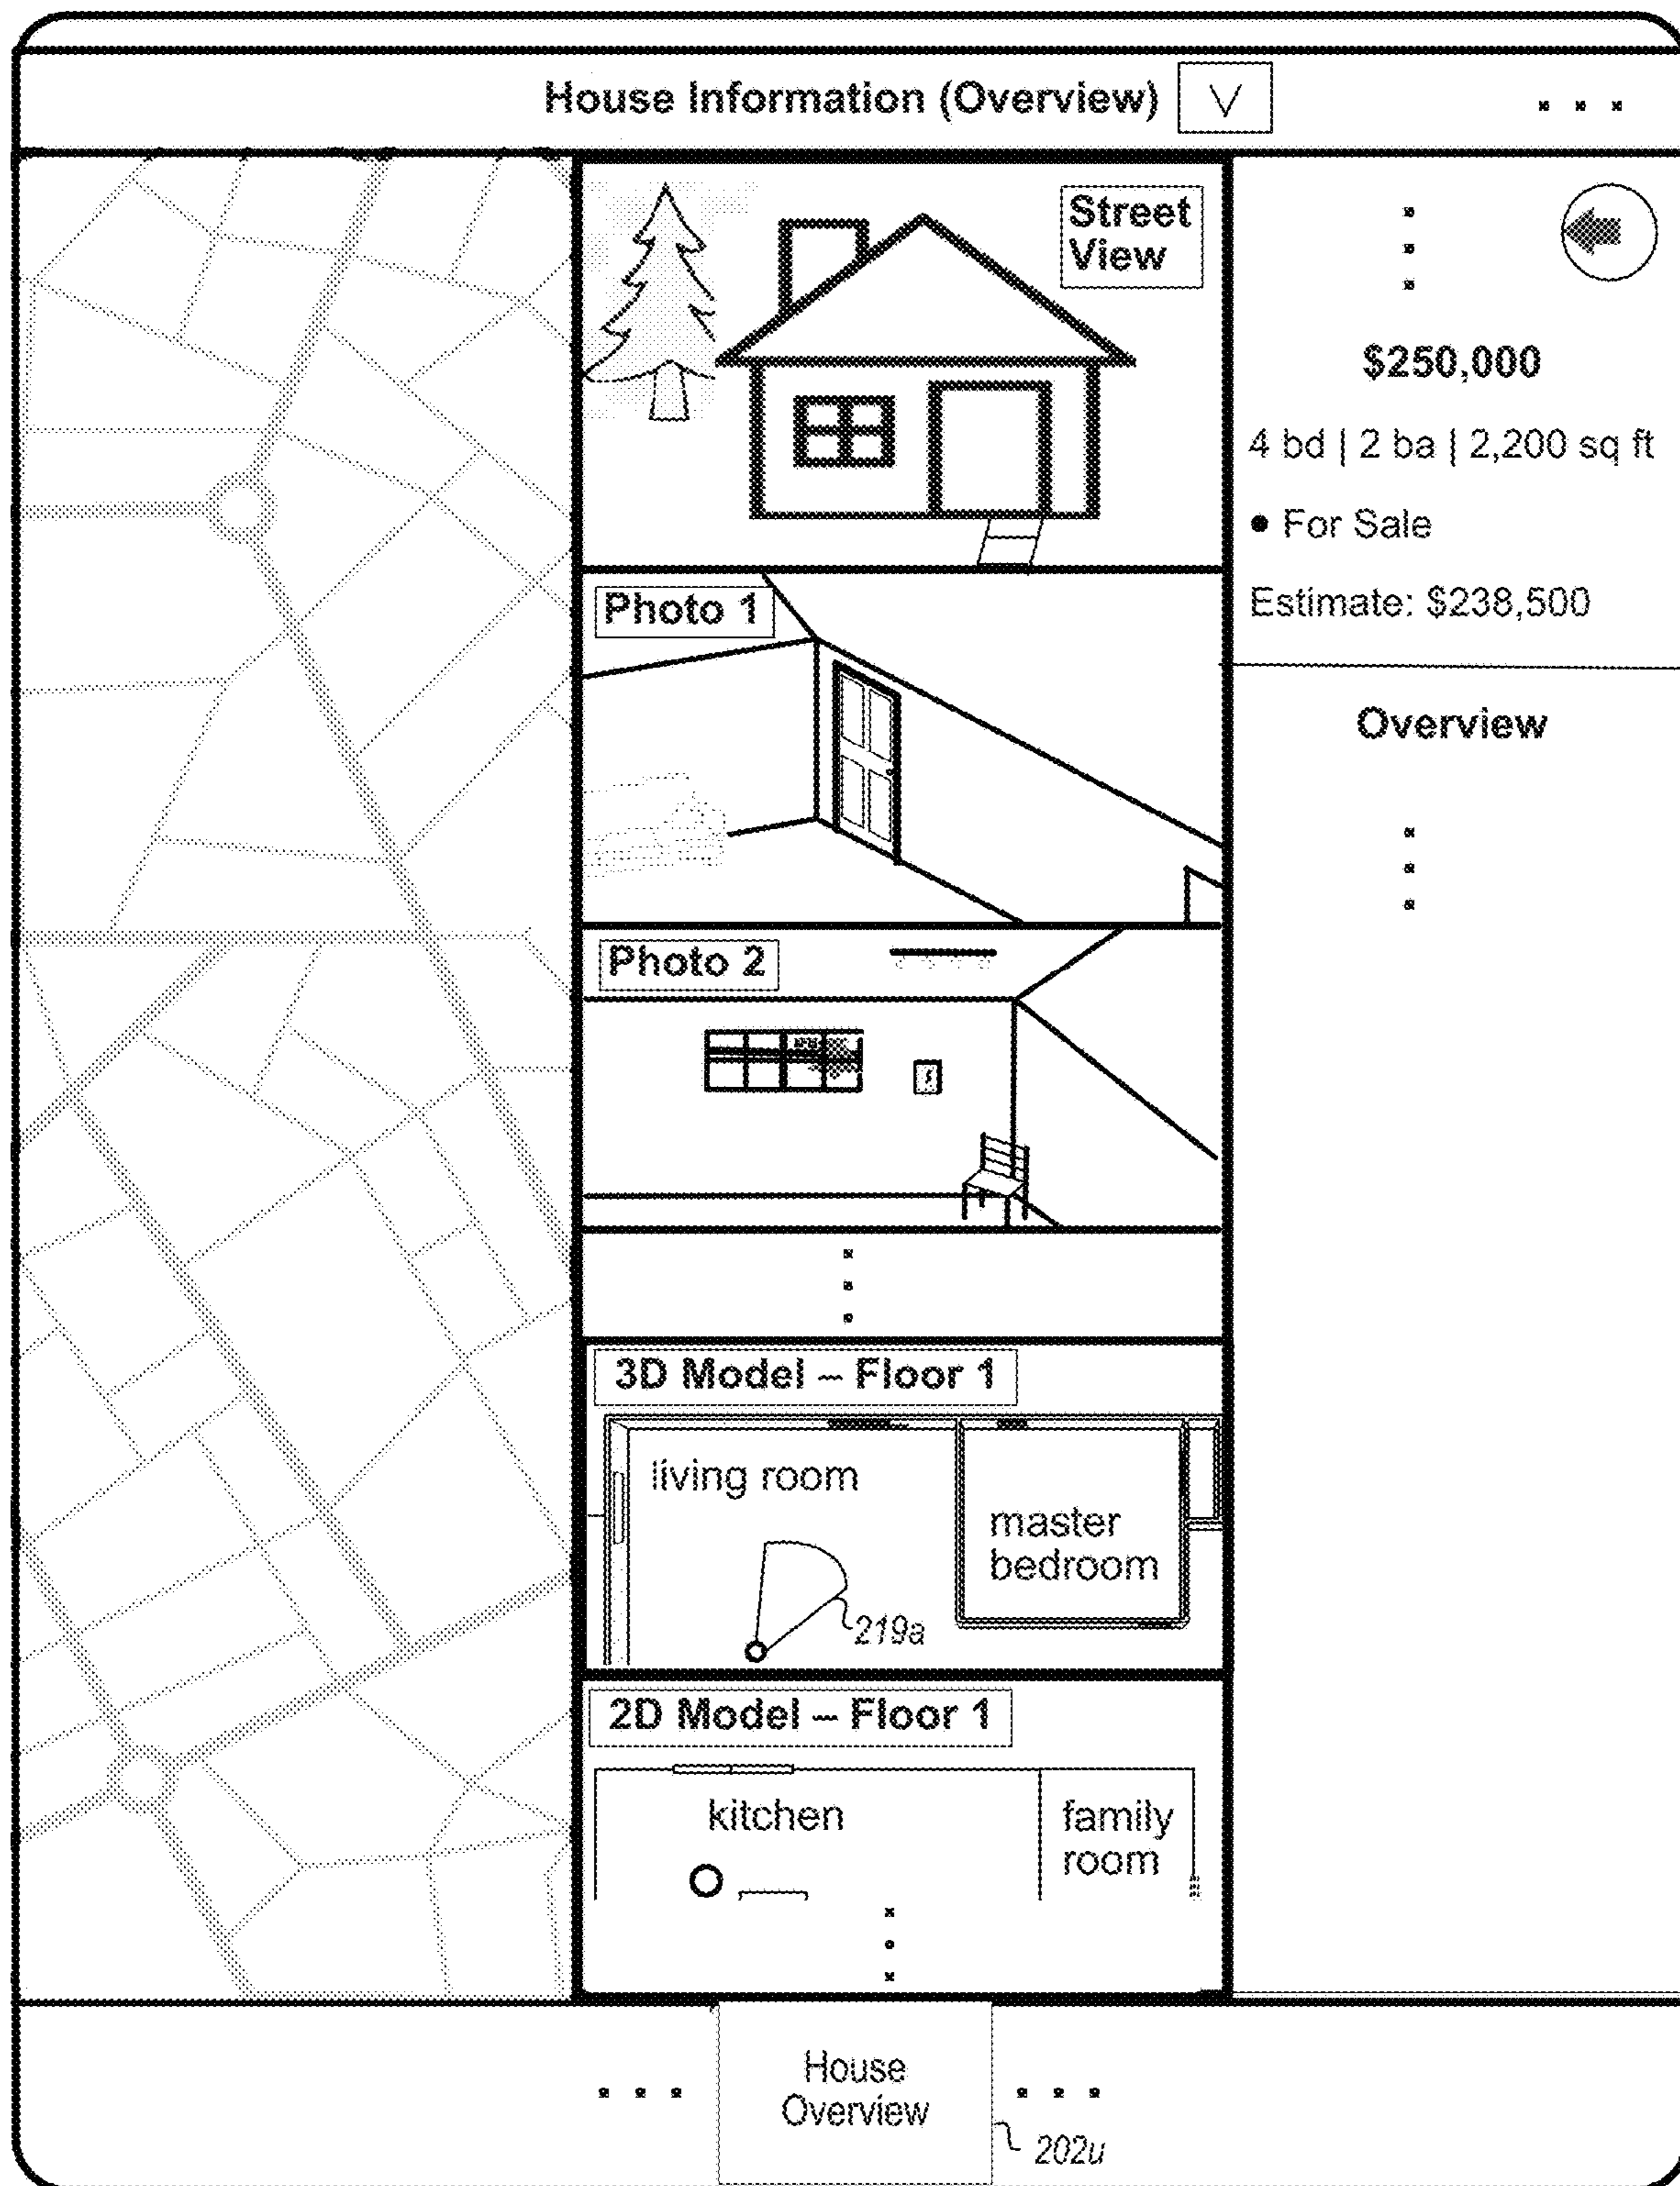 House Information (Overview) V
. . .
Street
View
Photo 1
Photo 2
3D Model – Floor 1
living room
master
bedroom
219a
2D Model – Floor 1
kitchen
family
room
$250,000
4 bd | 2 ba | 2,200 sq ft
• For Sale
Estimate: $238,500
Overview
. . .
House
Overview
. . .
202u